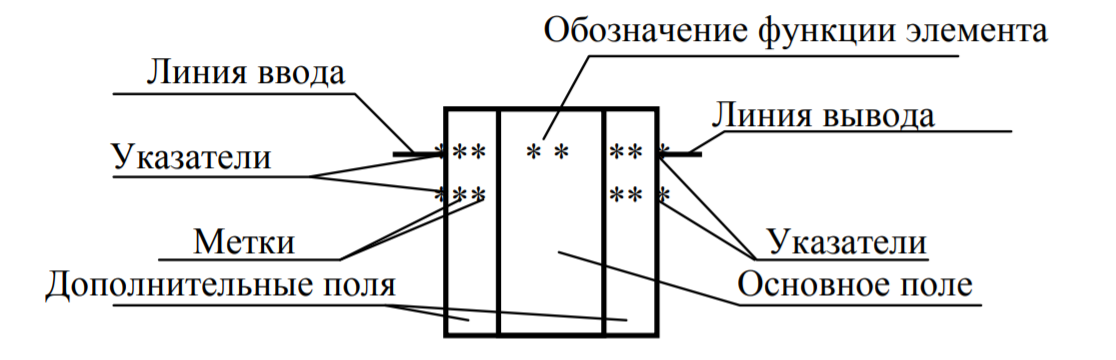 Обозначение функции элемента
Линия ввода
Линия вывода
*** * * ***
Указатели
*** ***
Метки
Указатели
Дополнительные поля
Основное поле